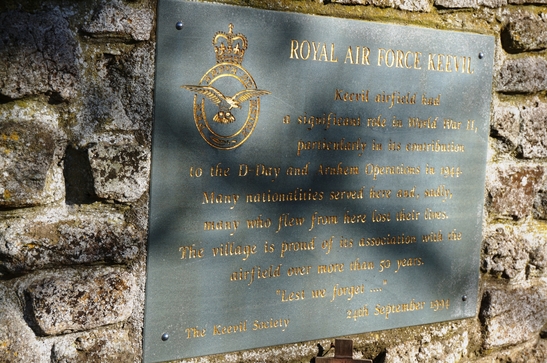 ROYAL AIR FORCE KEEVIL
Keevil airfield had
a significant role in World War II,
particularly in its contribution
to the D-Day and Arnhem Operations in 1944.
Many nationalities served here and, sadly,
many who flew from here lost their lives.
The village is proud of its association with the
airfield over more than 50 years.
"Lest we forget ...."
The Keevil Society
24th September 1994